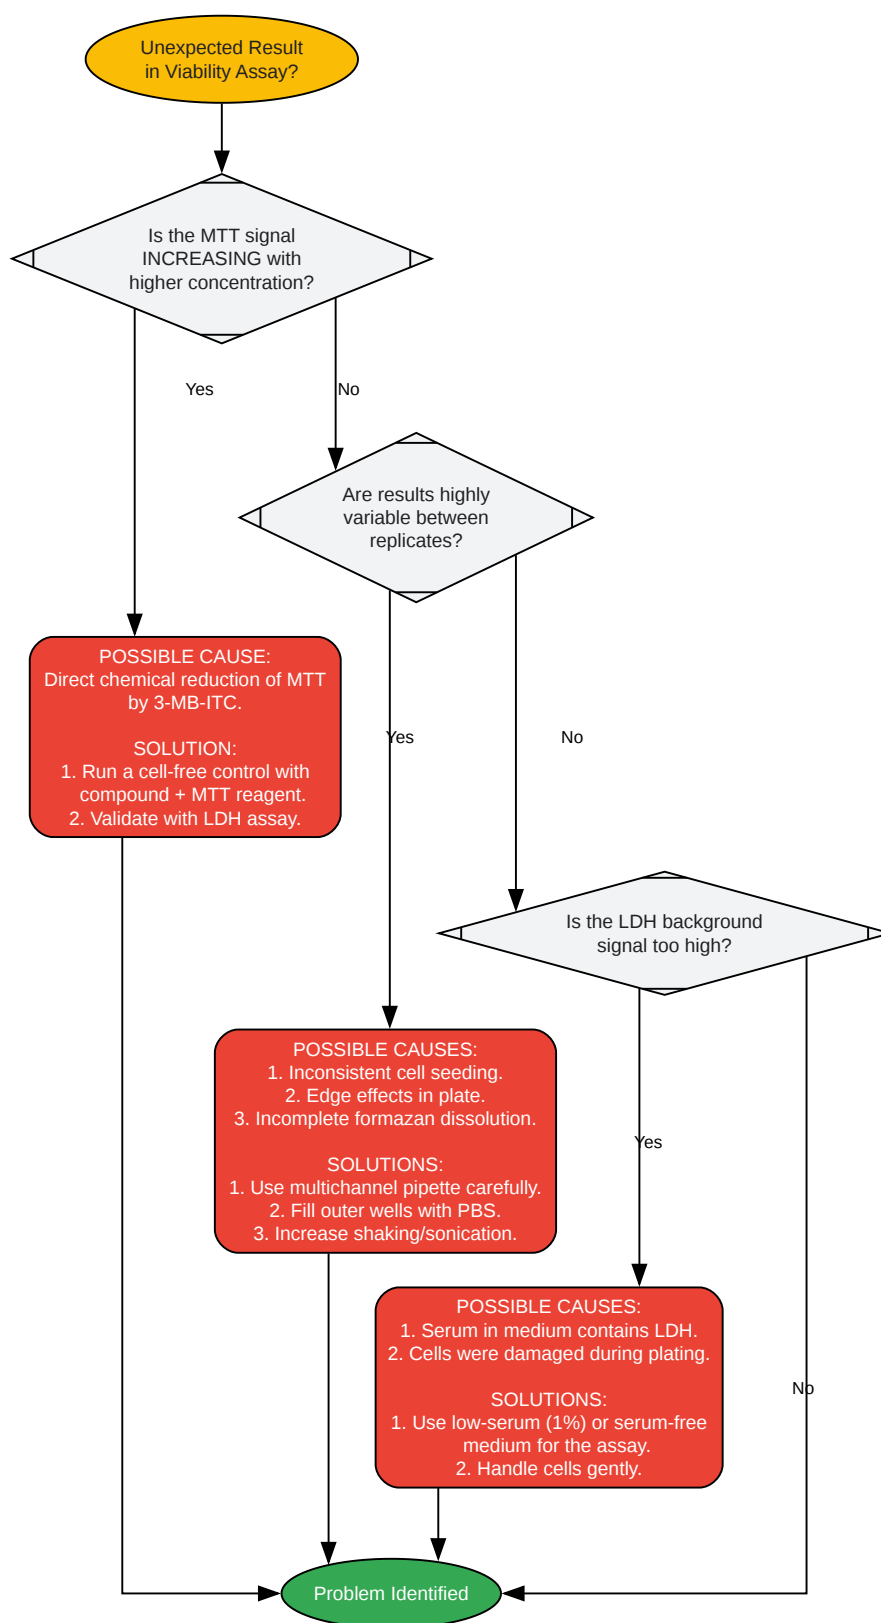 Unexpected Result
in Viability Assay?
Is the MTT signal
INCREASING with
higher concentration?
Yes
No
Are results highly
variable between
replicates?
POSSIBLE CAUSE:
Direct chemical reduction of MTT
by 3-MB-ITC.
SOLUTION:
1. Run a cell-free control with
compound + MTT reagent.
2. Validate with LDH assay.
Yes
No
Is the LDH background
signal too high?
POSSIBLE CAUSES:
1. Inconsistent cell seeding.
2. Edge effects in plate.
3. Incomplete formazan dissolution.
SOLUTIONS:
1. Use multichannel pipette carefully.
2. Fill outer wells with PBS.
3. Increase shaking/sonication.
Yes
POSSIBLE CAUSES:
1. Serum in medium contains LDH.
2. Cells were damaged during plating.
SOLUTIONS:
1. Use low-serum (1%) or serum-free
medium for the assay.
2. Handle cells gently.
No
Problem Identified